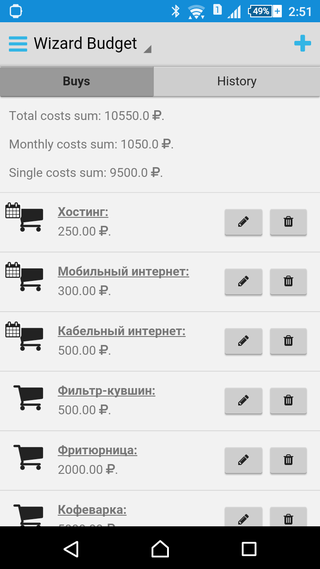 1 49% 2:51
Wizard Budget
Buys History
Total costs sum: 10550.0 ₽.
Monthly costs sum: 1050.0 ₽.
Single costs sum: 9500.0 ₽.
Хостинг:
250.00 ₽.
Мобильный интернет:
300.00 ₽.
Кабельный интернет:
500.00 ₽.
Фильтр-кувшин:
500.00 ₽.
Фритюрница:
2000.00 ₽.
Кофеварка: